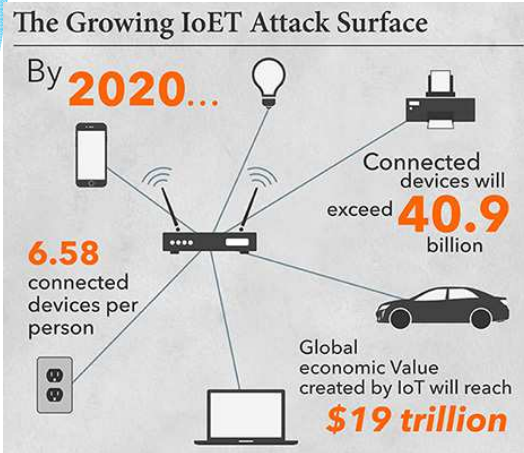 The Growing IoET Attack Surface
By 2020...
Connected
devices will
exceed 40.9
billion
6.58
connected
devices per
person
Global
economic Value
created by IoT will reach
$19 trillion